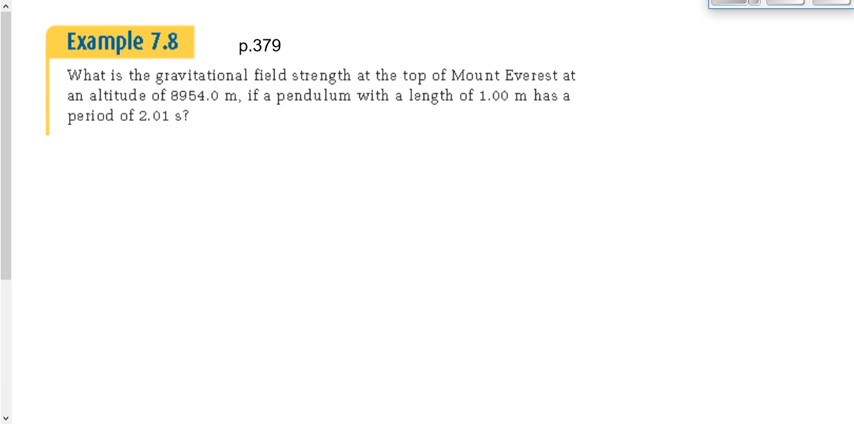 Example 7.8 p.379
What is the gravitational field strength at the top of Mount Everest at
an altitude of 8954.0 m, if a pendulum with a length of 1.00 m has a
period of 2.01 s?